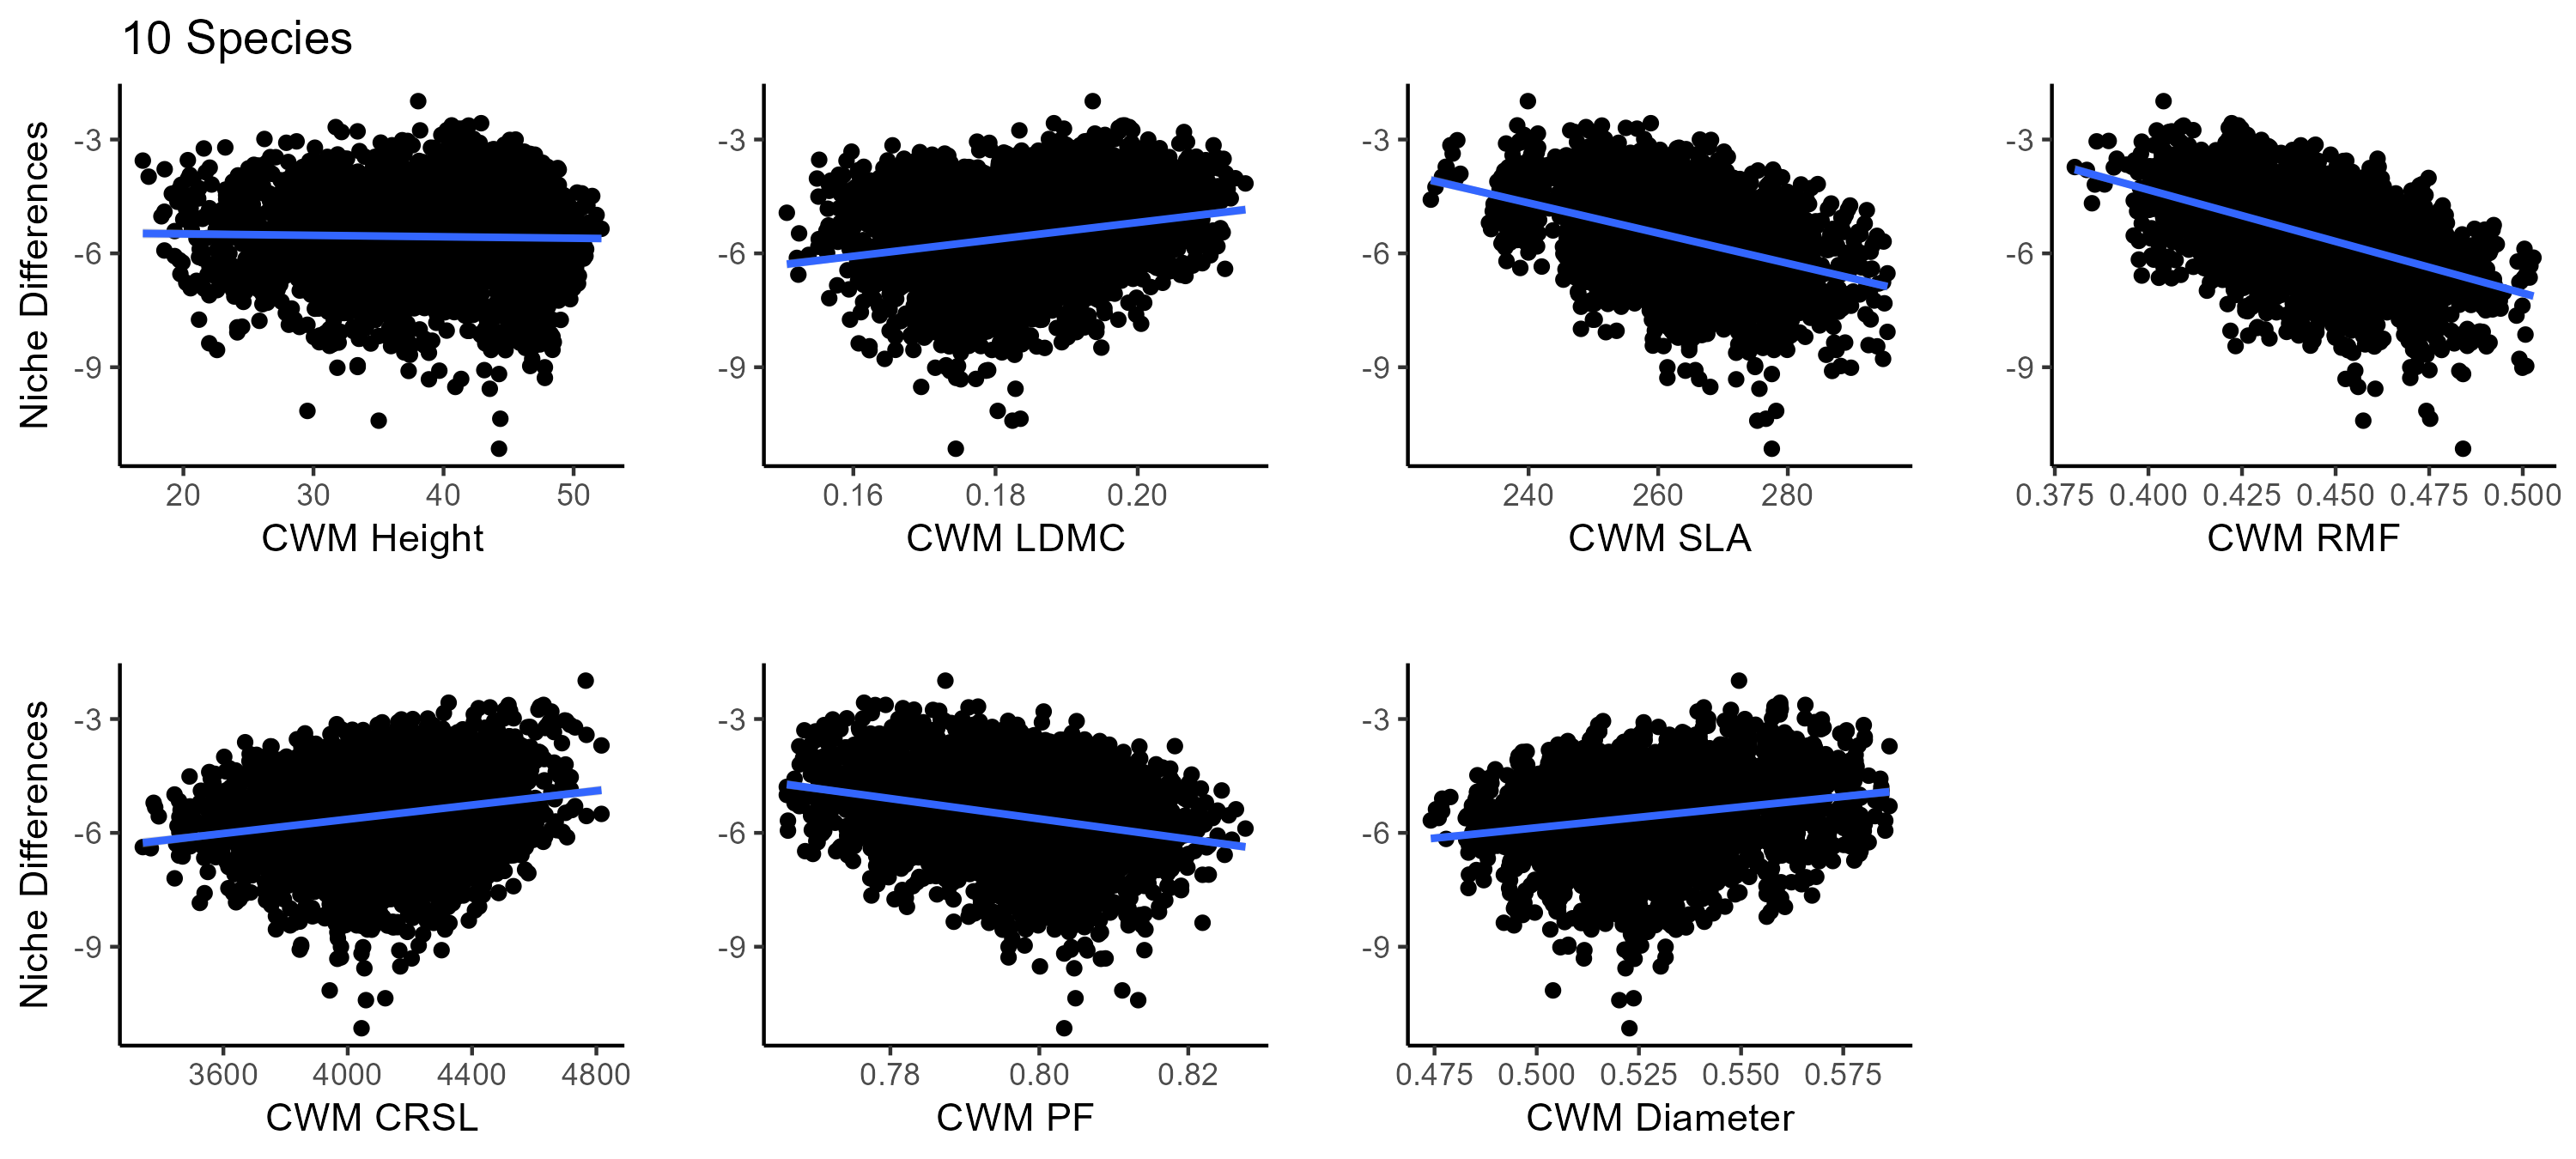 10 Species
Niche Differences
-3
-6
-9
20 30 40 50
CWM Height
-3
-6
-9
0.16 0.18 0.20
CWM LDMC
-3
-6
-9
240 260 280
CWM SLA
-3
-6
-9
0.375 0.400 0.425 0.450 0.475 0.500
CWM RMF
Niche Differences
-3
-6
-9
3600 4000 4400 4800
CWM CRSL
-3
-6
-9
0.78 0.80 0.82
CWM PF
-3
-6
-9
0.475 0.500 0.525 0.550 0.575
CWM Diameter